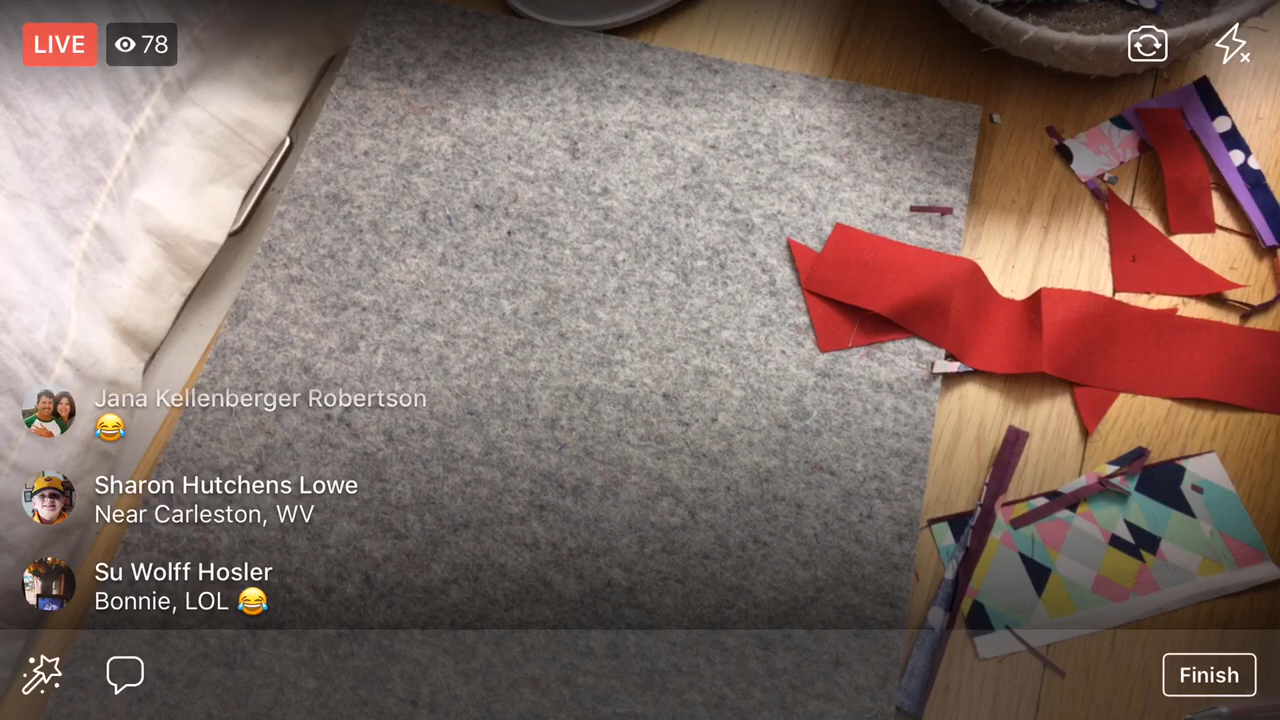 LIVE 78
Jana Kellenberger Robertson
😂
Sharon Hutchens Lowe
Near Carleston, WV
Su Wolff Hosler
Bonnie, LOL 😂
Finish